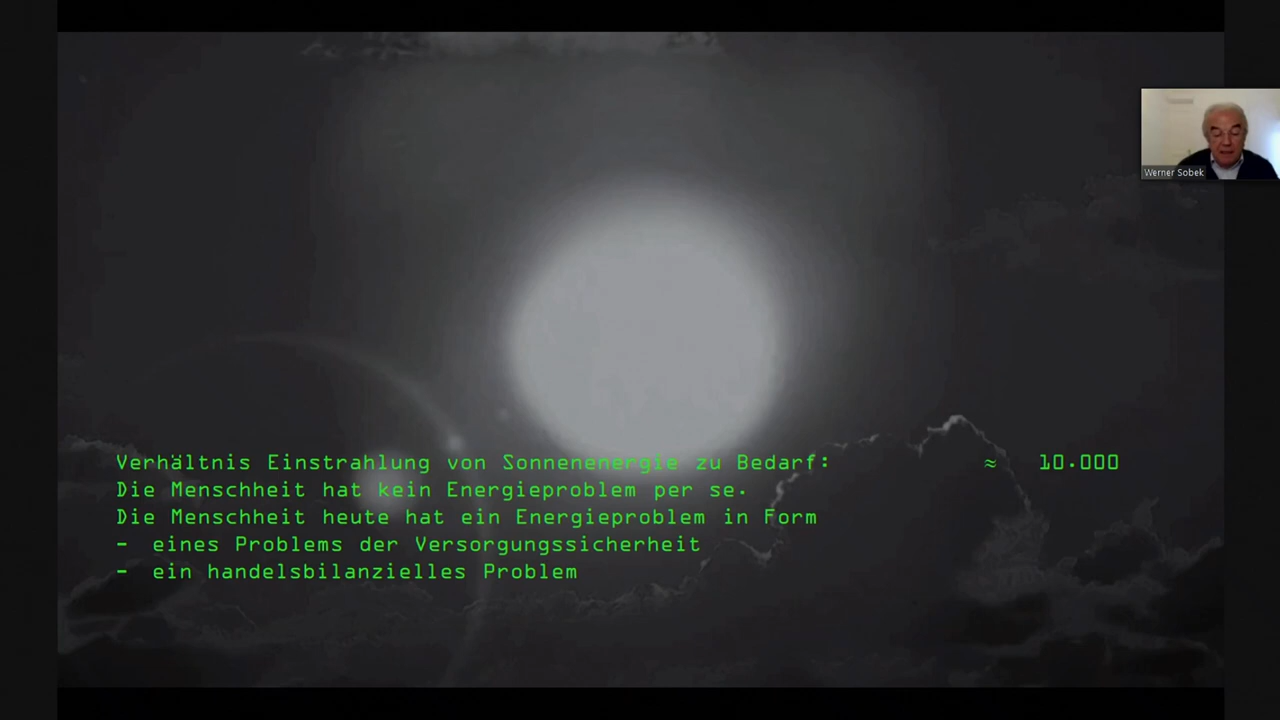 Werner Sobek
Verhältnis Einstrahlung von Sonnenenergie zu Bedarf: ≈ 10.000
Die Menschheit hat kein Energieproblem per se.
Die Menschheit heute hat ein Energieproblem in Form
- eines Problems der Versorgungssicherheit
- ein handelsbilanzielles Problem